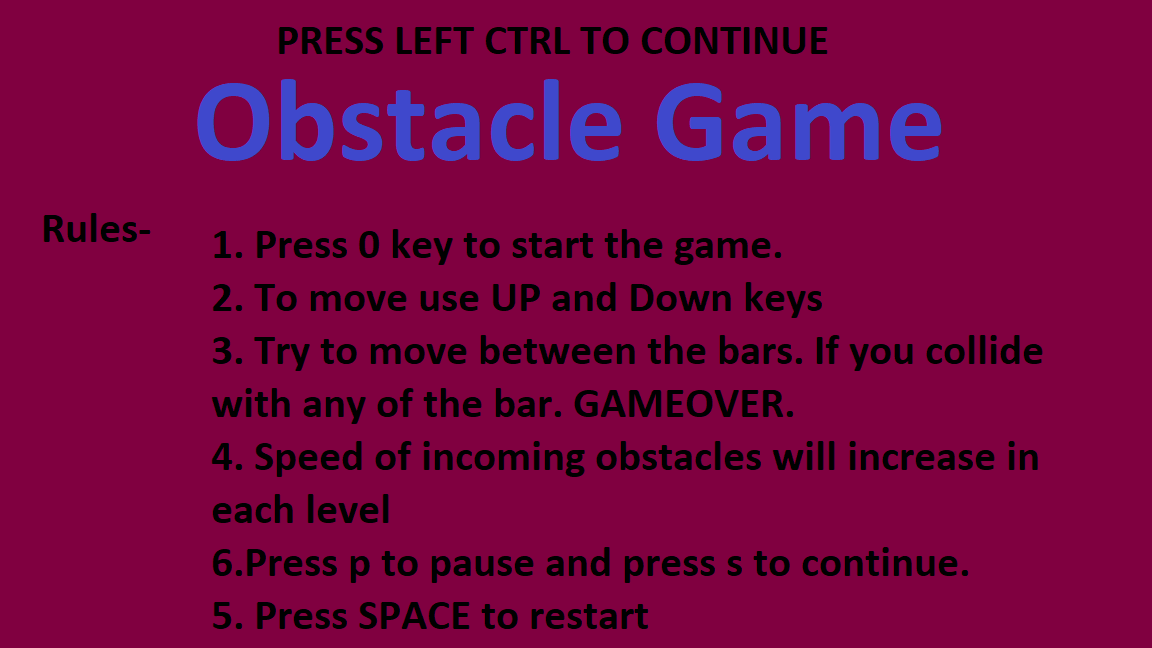 PRESS LEFT CTRL TO CONTINUE
Obstacle Game
Rules-
1. Press 0 key to start the game.
2. To move use UP and Down keys
3. Try to move between the bars. If you collide
with any of the bar. GAMEOVER.
4. Speed of incoming obstacles will increase in
each level
6.Press p to pause and press s to continue.
5. Press SPACE to restart